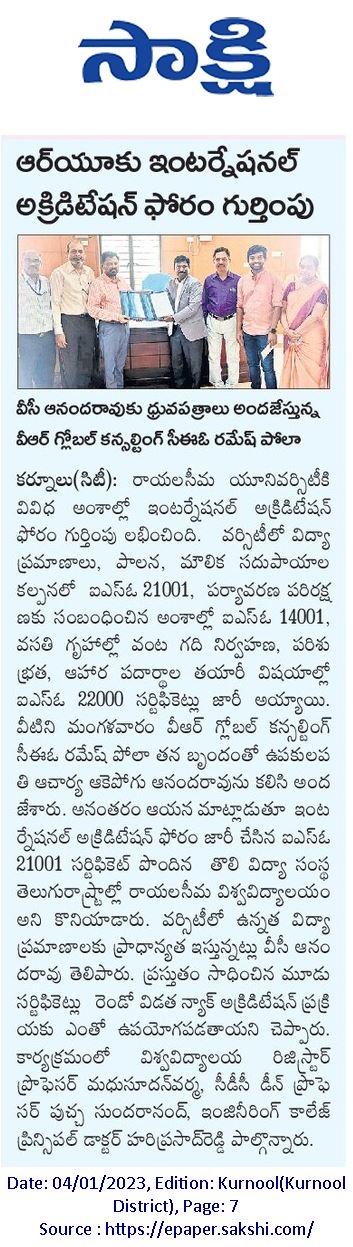 సాక్షి
ఆర్‌యూకు ఇంటర్నేషనల్
అక్రిడిటేషన్ ఫోరం గుర్తింపు
వీసీ ఆనందరావుకు ధ్రువపత్రాలు అందజేస్తున్న
వీఆర్ గ్లోబల్ కన్సల్టింగ్ సీఈఓ రమేష్ పోలా
కర్నూలు(సిటీ): రాయలసీమ యూనివర్సిటీకి
వివిధ అంశాల్లో ఇంటర్నేషనల్ అక్రిడిటేషన్
ఫోరం గుర్తింపు లభించింది. వర్సిటీలో విద్యా
ప్రమాణాలు, పాలన, మౌలిక సదుపాయాల
కల్పనలో ఐఎస్ఓ 21001, పర్యావరణ పరిరక్ష
ణకు సంబంధించిన అంశాల్లో ఐఎస్ఓ 14001,
వసతి గృహాల్లో వంట గది నిర్వహణ, పరిశు
భ్రత, ఆహార పదార్థాల తయారీ విషయాల్లో
ఐఎస్ఓ 22000 సర్టిఫికెట్లు జారీ అయ్యాయి.
వీటిని మంగళవారం వీఆర్ గ్లోబల్ కన్సల్టింగ్
సీఈఓ రమేష్ పోలా తన బృందంతో ఉపకులప
తి ఆచార్య ఆకెపోగు ఆనందరావును కలిసి అంద
జేశారు. అనంతరం ఆయన మాట్లాడుతూ ఇంట
ర్నేషనల్ అక్రిడిటేషన్ ఫోరం జారీ చేసిన ఐఎస్ఓ
21001 సర్టిఫికెట్ పొందిన తొలి విద్యా సంస్థ
తెలుగురాష్ట్రాల్లో రాయలసీమ విశ్వవిద్యాలయం
అని కొనియాడారు. వర్సిటీలో ఉన్నత విద్యా
ప్రమాణాలకు ప్రాధాన్యత ఇస్తున్నట్లు వీసీ ఆనం
దరావు తెలిపారు. ప్రస్తుతం సాధించిన మూడు
సర్టిఫికెట్లు రెండో విడత న్యాక్ అక్రిడిటేషన్ ప్రక్రి
యకు ఎంతో ఉపయోగపడతాయని చెప్పారు.
కార్యక్రమంలో విశ్వవిద్యాలయ రిజిస్ట్రార్
ప్రొఫెసర్ మధుసూదన్‌వర్మ, సీడీసీ డీన్ ప్రొఫె
సర్ పుచ్చ సుందరానంద్, ఇంజినీరింగ్ కాలేజ్
ప్రిన్సిపల్ డాక్టర్ హరిప్రసాద్‌రెడ్డి పాల్గొన్నారు.
Date: 04/01/2023, Edition: Kurnool(Kurnool
District), Page: 7
Source : https://epaper.sakshi.com/